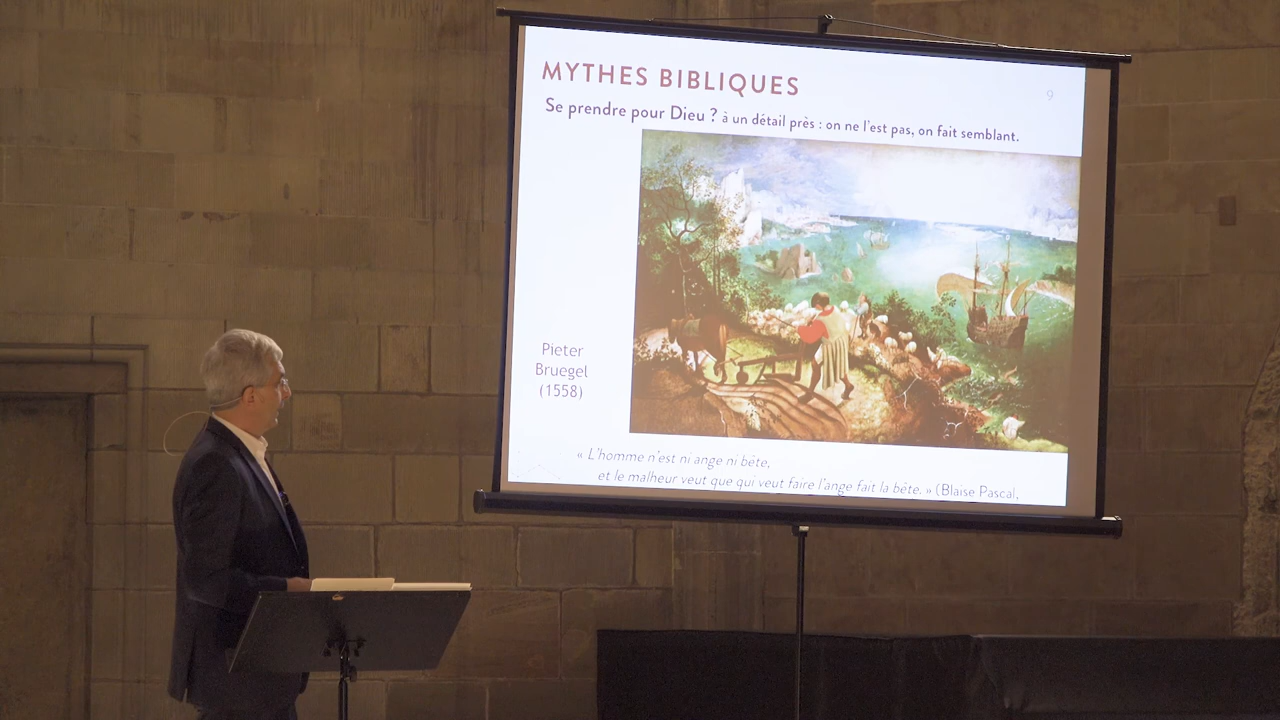 MYTHES BIBLIQUES
9
Se prendre pour Dieu ? à un détail près : on ne l'est pas, on fait semblant.
Pieter
Bruegel
(1558)
« L'homme n'est ni ange ni bête,
et le malheur veut que qui veut faire l'ange fait la bête. » (Blaise Pascal,